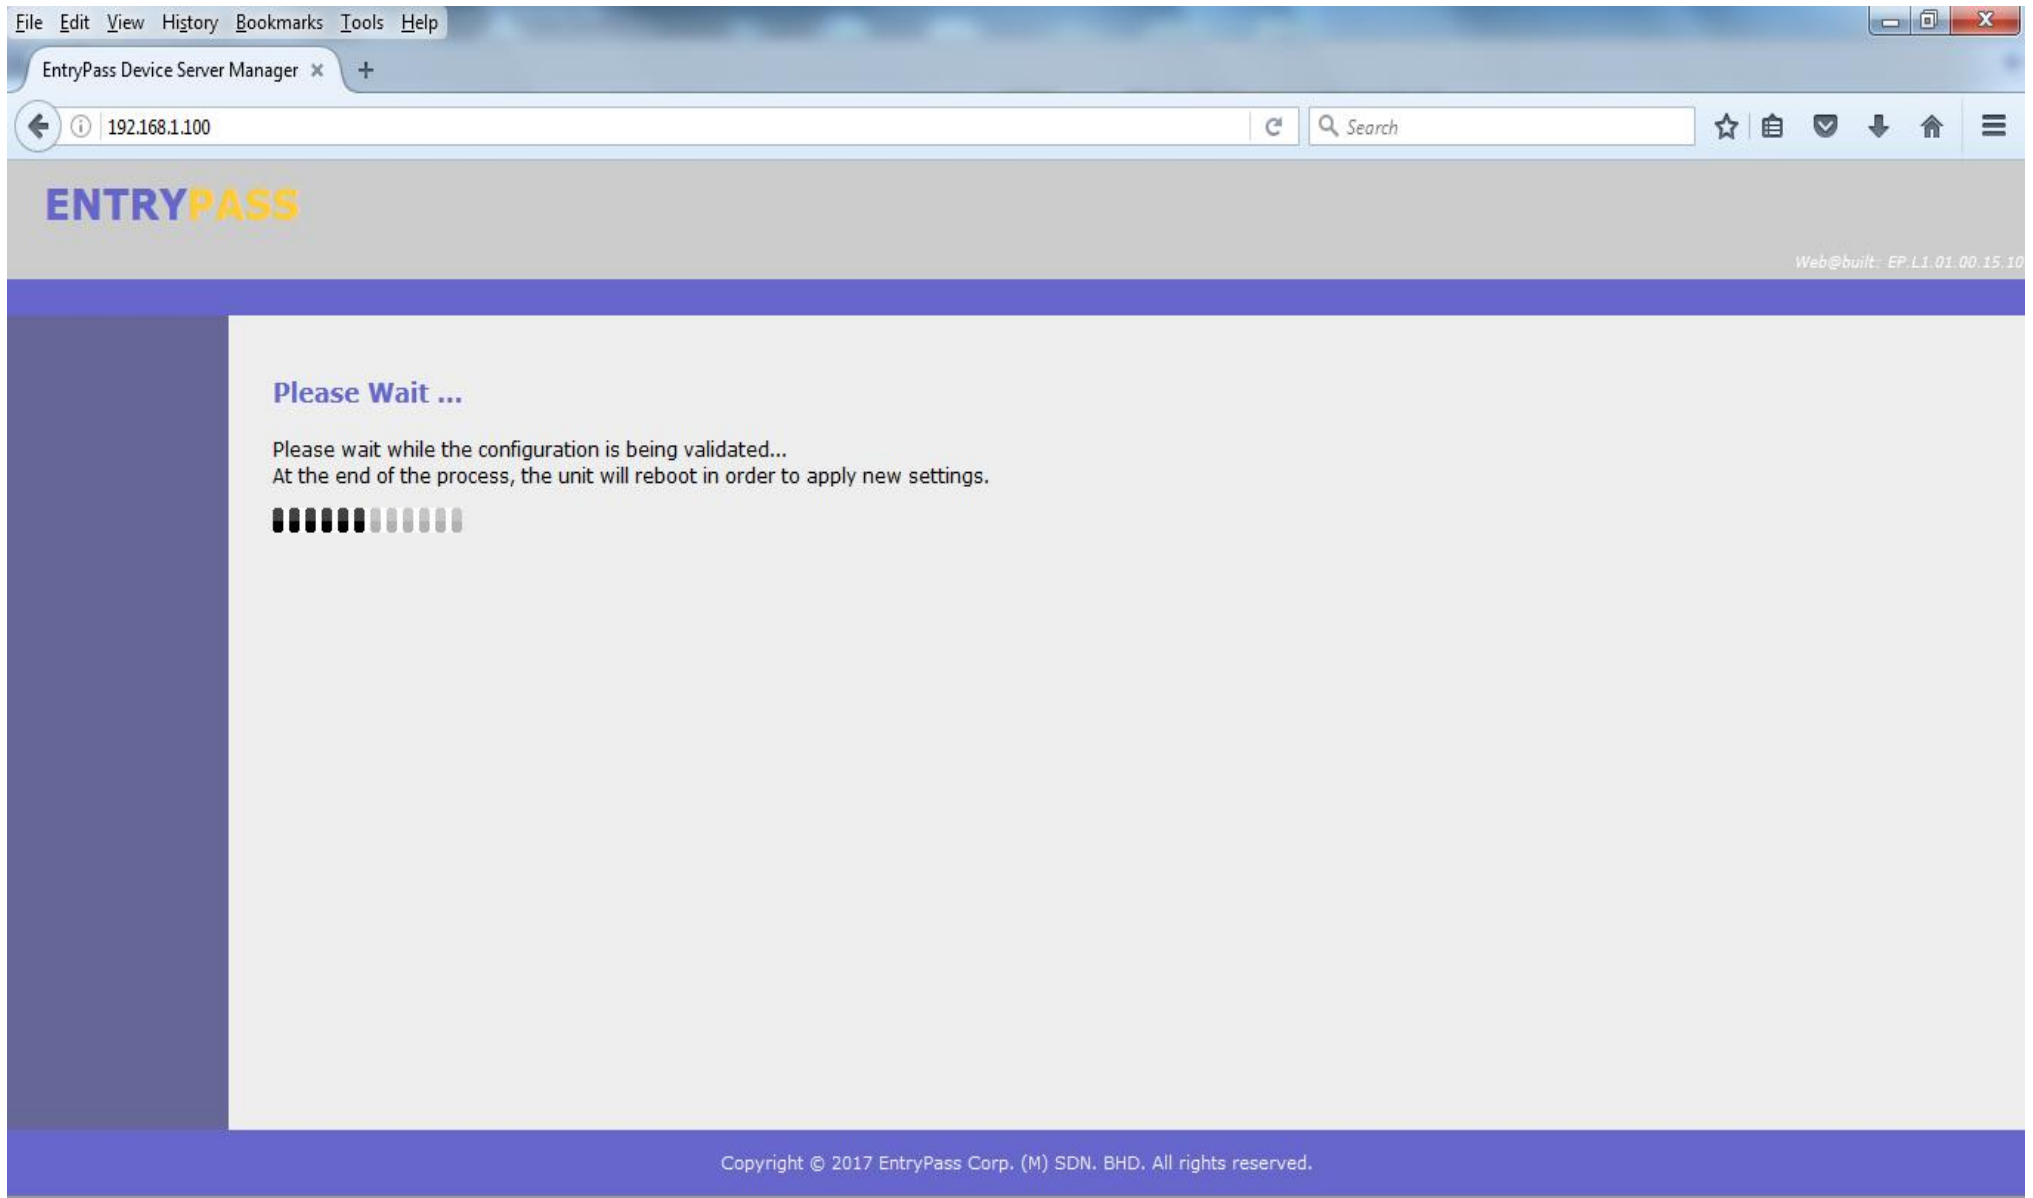 File Edit View History Bookmarks Tools Help
EntryPass Device Server Manager
192.168.1.100
Search
ENTRYPASS
Web@built: EP.L1.01.00.15.10
Please Wait ...
Please wait while the configuration is being validated...
At the end of the process, the unit will reboot in order to apply new settings.
Copyright © 2017 EntryPass Corp. (M) SDN. BHD. All rights reserved.